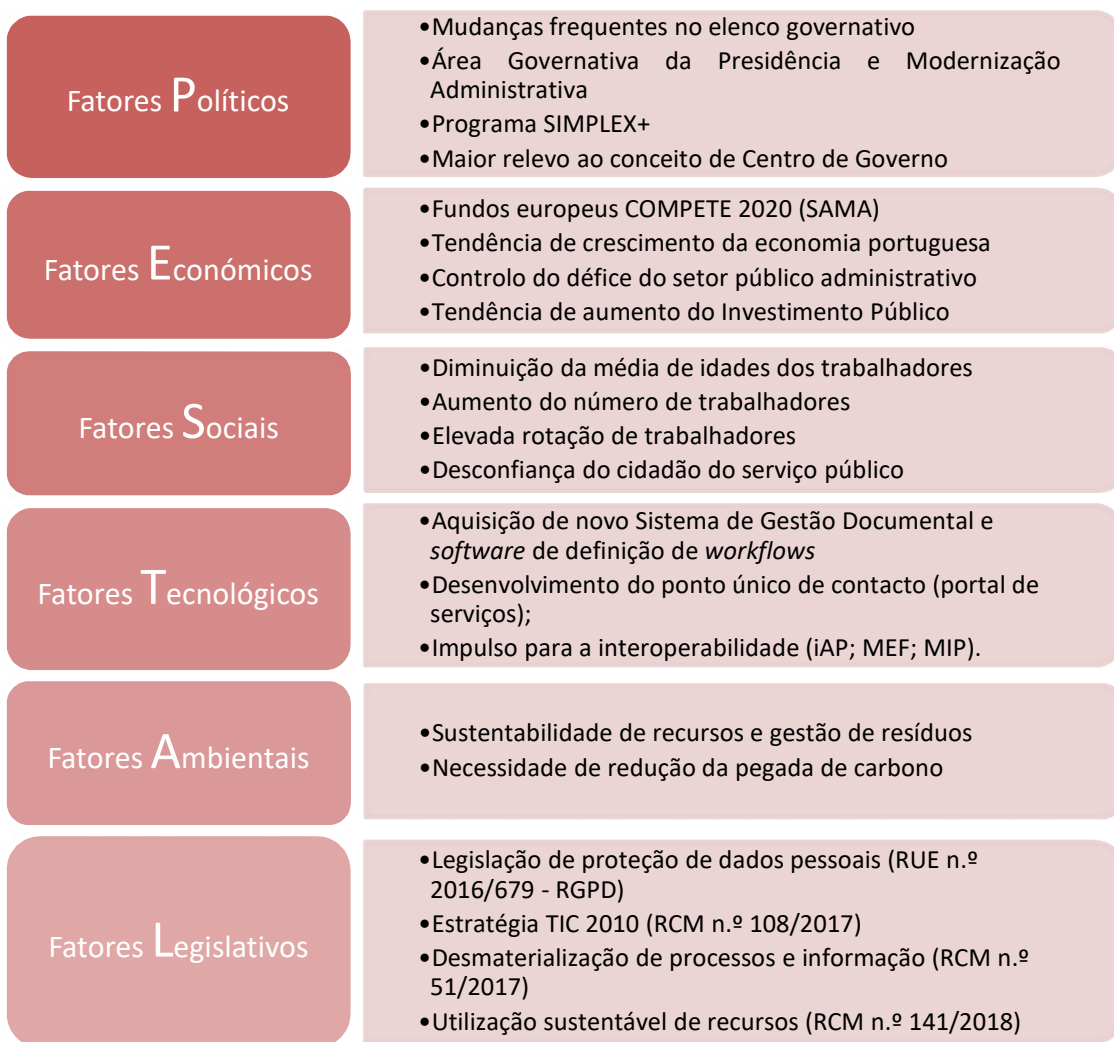 Fatores Políticos
•Mudanças frequentes no elenco governativo
•Área Governativa da Presidência e Modernização
Administrativa
•Programa SIMPLEX+
•Maior relevo ao conceito de Centro de Governo
Fatores Económicos
•Fundos europeus COMPETE 2020 (SAMA)
•Tendência de crescimento da economia portuguesa
•Controlo do défice do setor público administrativo
•Tendência de aumento do Investimento Público
Fatores Sociais
•Diminuição da média de idades dos trabalhadores
•Aumento do número de trabalhadores
•Elevada rotação de trabalhadores
•Desconfiança do cidadão do serviço público
Fatores Tecnológicos
•Aquisição de novo Sistema de Gestão Documental e
software de definição de workflows
•Desenvolvimento do ponto único de contacto (portal de
serviços);
•Impulso para a interoperabilidade (iAP; MEF; MIP).
Fatores Ambientais
•Sustentabilidade de recursos e gestão de resíduos
•Necessidade de redução da pegada de carbono
Fatores Legislativos
•Legislação de proteção de dados pessoais (RUE n.º
2016/679 - RGPD)
•Estratégia TIC 2010 (RCM n.º 108/2017)
•Desmaterialização de processos e informação (RCM n.º
51/2017)
•Utilização sustentável de recursos (RCM n.º 141/2018)